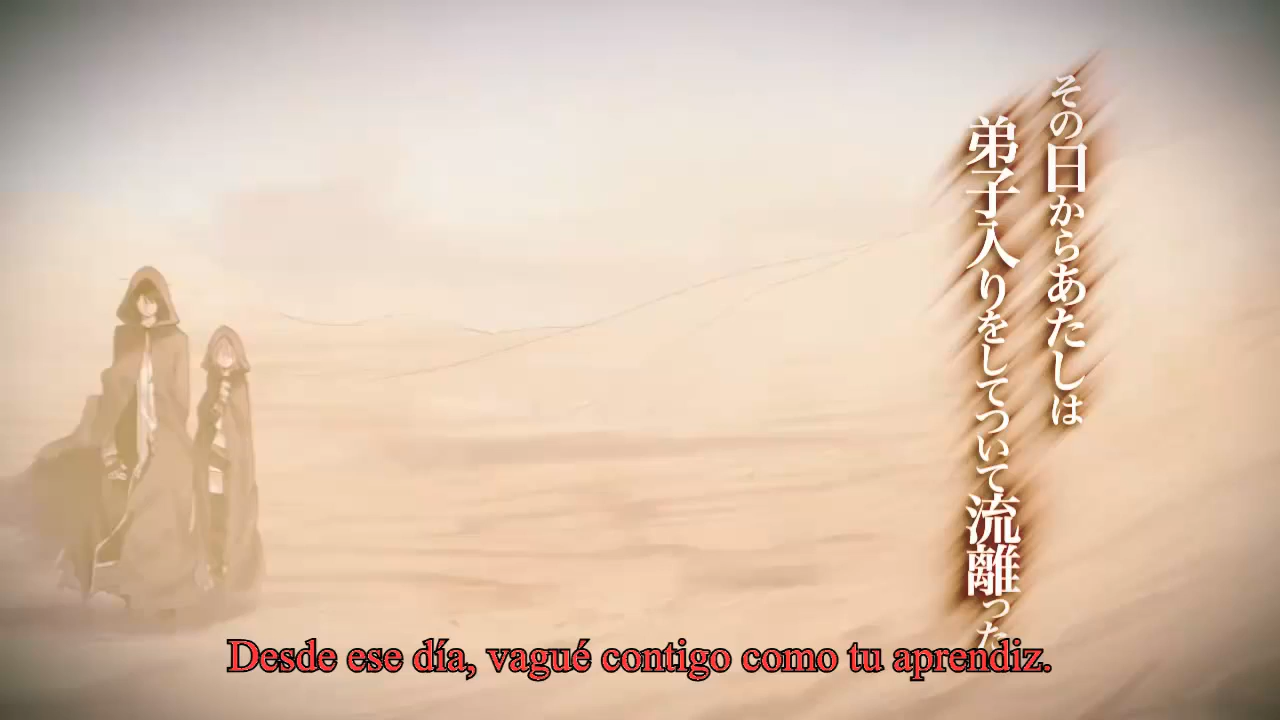 その日からあたしは
弟子入りをしてついて流離った
Desde ese día, vagué contigo como tu aprendiz.